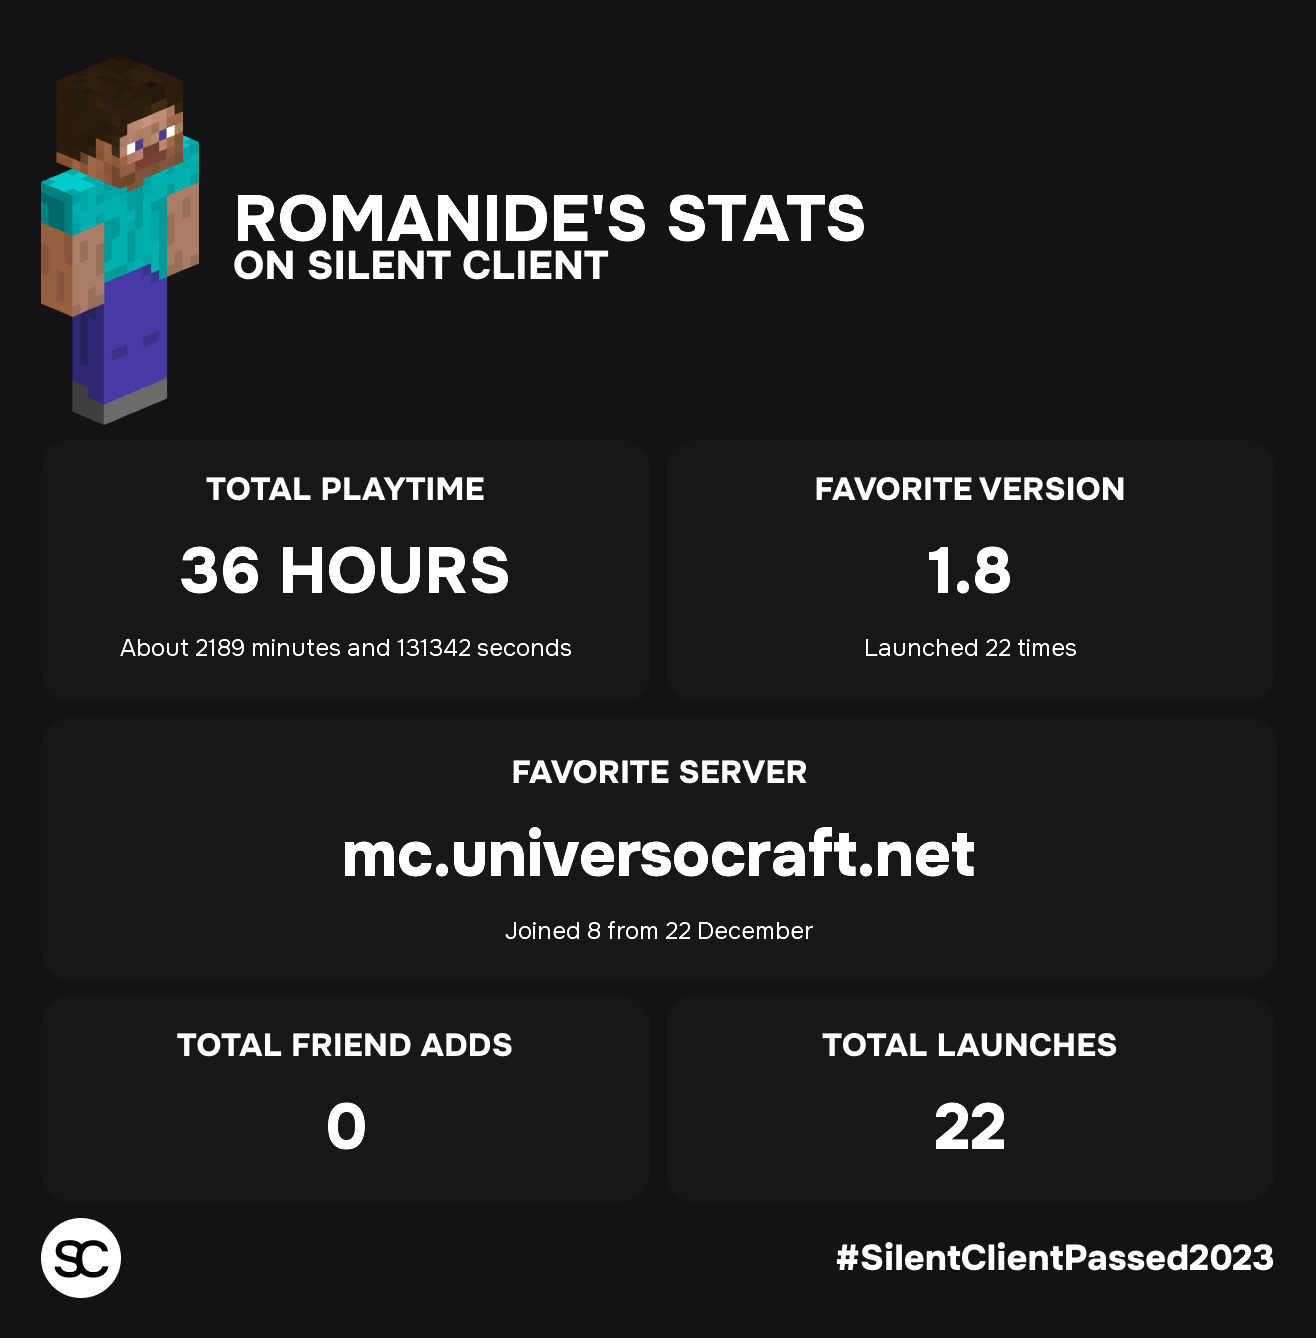 ROMANIDE'S STATS
ON SILENT CLIENT
TOTAL PLAYTIME
36 HOURS
About 2189 minutes and 131342 seconds
FAVORITE VERSION
1.8
Launched 22 times
FAVORITE SERVER
mc.universocraft.net
Joined 8 from 22 December
TOTAL FRIEND ADDS
0
TOTAL LAUNCHES
22
SC
#SilentClientPassed2023